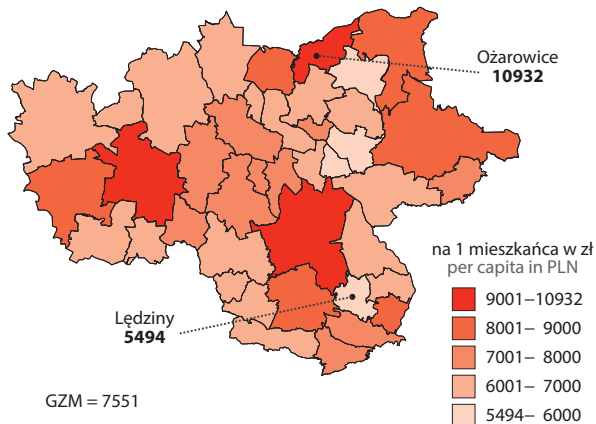 Ożarowice
10932
na 1 mieszkańca w zł
per capita in PLN
9001–10932
8001– 9000
7001– 8000
6001– 7000
5494– 6000
Lędziny
5494
GZM = 7551